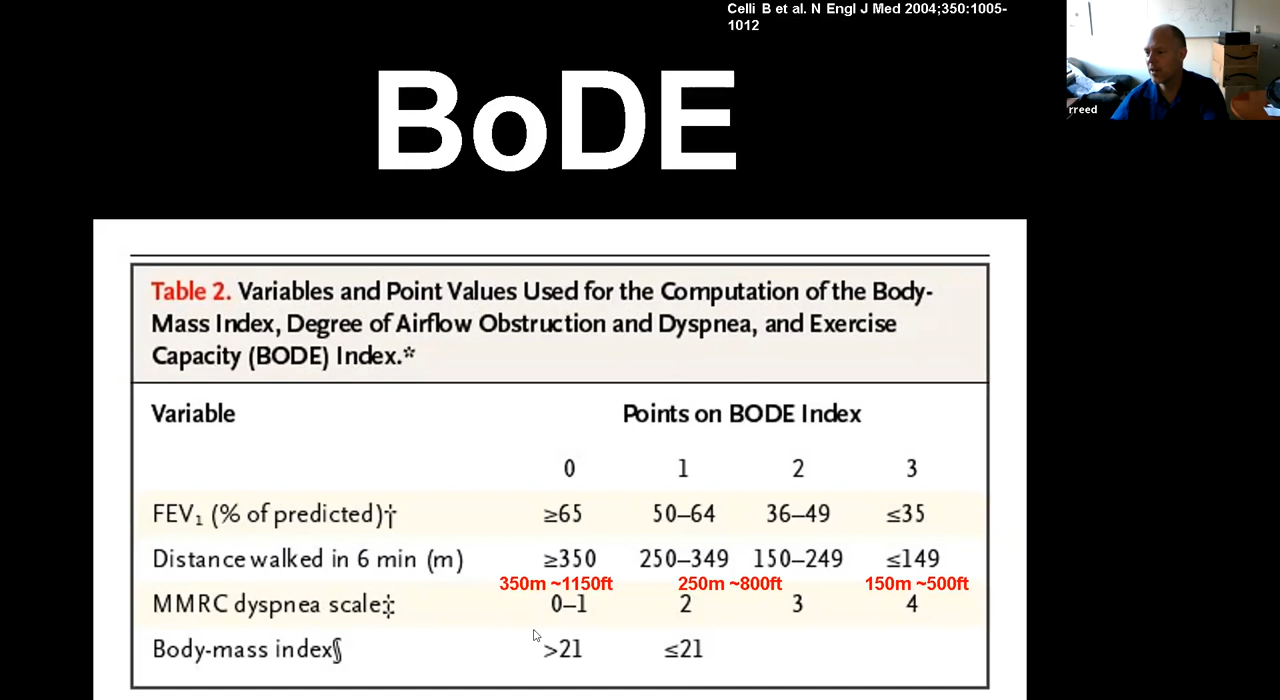 Celli B et al. N Engl J Med 2004;350:1005-
1012
rreed
BoDE
Table 2. Variables and Point Values Used for the Computation of the Body-
Mass Index, Degree of Airflow Obstruction and Dyspnea, and Exercise
Capacity (BODE) Index.*
Variable Points on BODE Index
0 1 2 3
FEV₁ (% of predicted)† ≥65 50–64 36–49 ≤35
Distance walked in 6 min (m) ≥350 250–349 150–249 ≤149
350m ~1150ft 250m ~800ft 150m ~500ft
MMRC dyspnea scale‡ 0–1 2 3 4
Body-mass index§ >21 ≤21